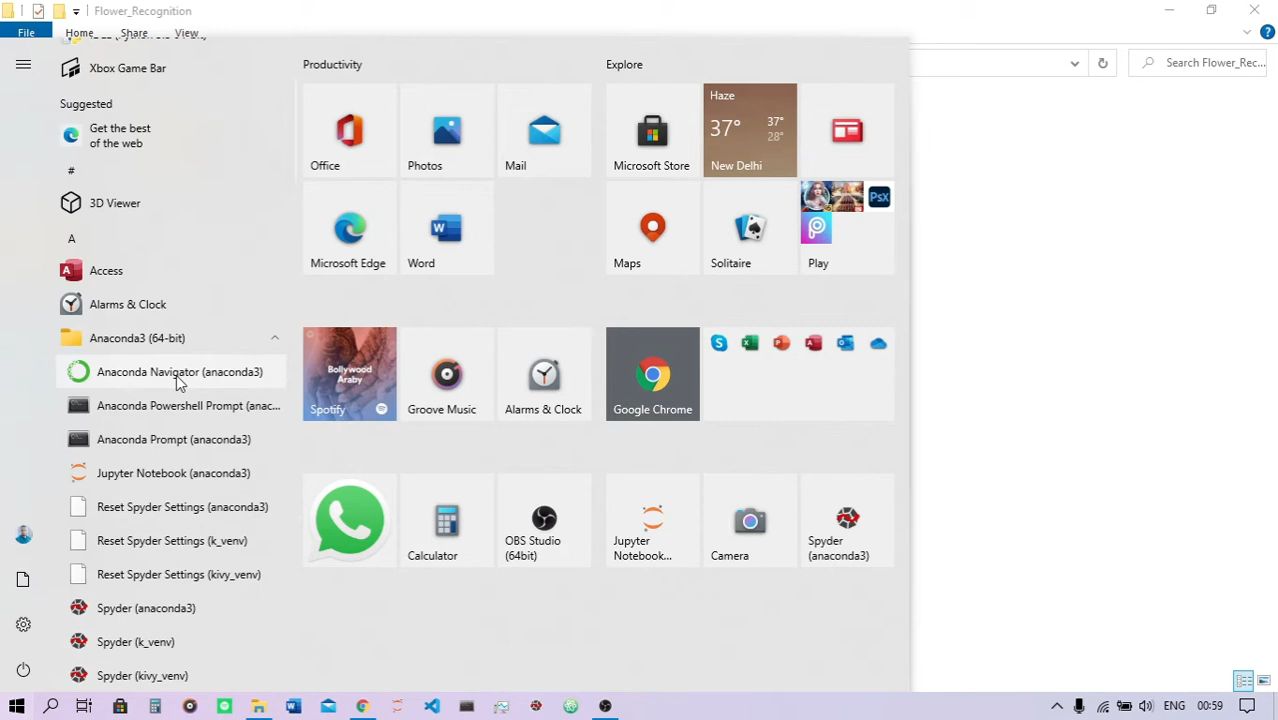 Flower_Recognition
File
Home
Share
View
Search Flower_Rec...
Xbox Game Bar
Suggested
Get the best
of the web
#
3D Viewer
A
Access
Alarms & Clock
Anaconda3 (64-bit)
Anaconda Navigator (anaconda3)
Anaconda Powershell Prompt (anac...
Anaconda Prompt (anaconda3)
Jupyter Notebook (anaconda3)
Reset Spyder Settings (anaconda3)
Reset Spyder Settings (k_venv)
Reset Spyder Settings (kivy_venv)
Spyder (anaconda3)
Spyder (k_venv)
Spyder (kivy_venv)
Productivity
Office
Photos
Mail
Microsoft Edge
Word
Explore
Microsoft Store
Haze
37° 37°
28°
New Delhi
Maps
Solitaire
PsX
Play
Bollywood
Araby
Spotify
Groove Music
Alarms & Clock
Google Chrome
Calculator
OBS Studio
(64bit)
Jupyter
Notebook...
Camera
Spyder
(anaconda3)
ENG
00:59